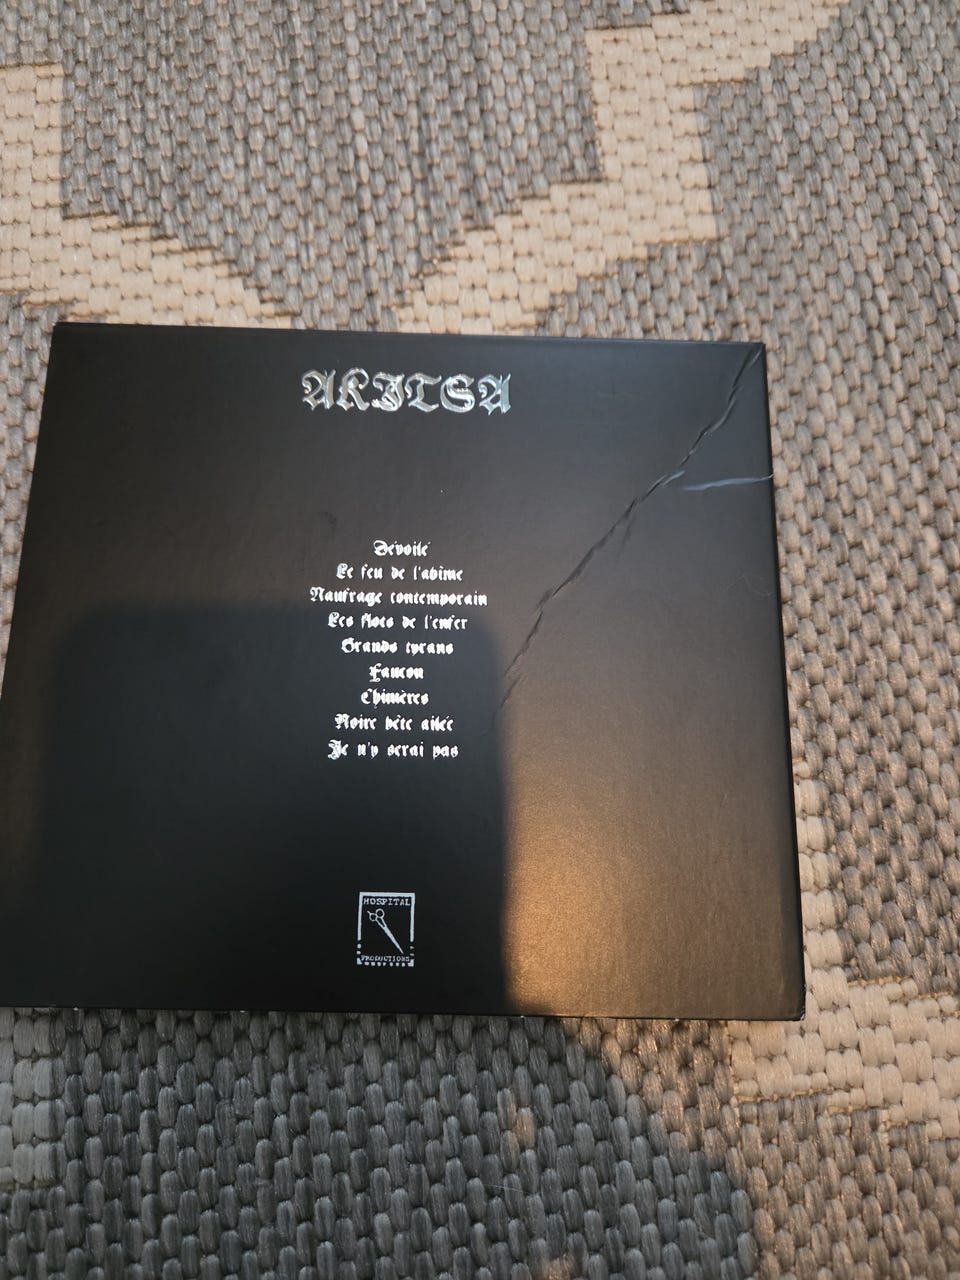 AKITSA
Dévoilé
Le feu de l'abîme
Naufrage contemporain
Les flots de l'enfer
Grands tyrans
Faucon
Chimères
Noire bête ailée
Je n'y serai pas
HOSPITAL
PRODUCTIONS